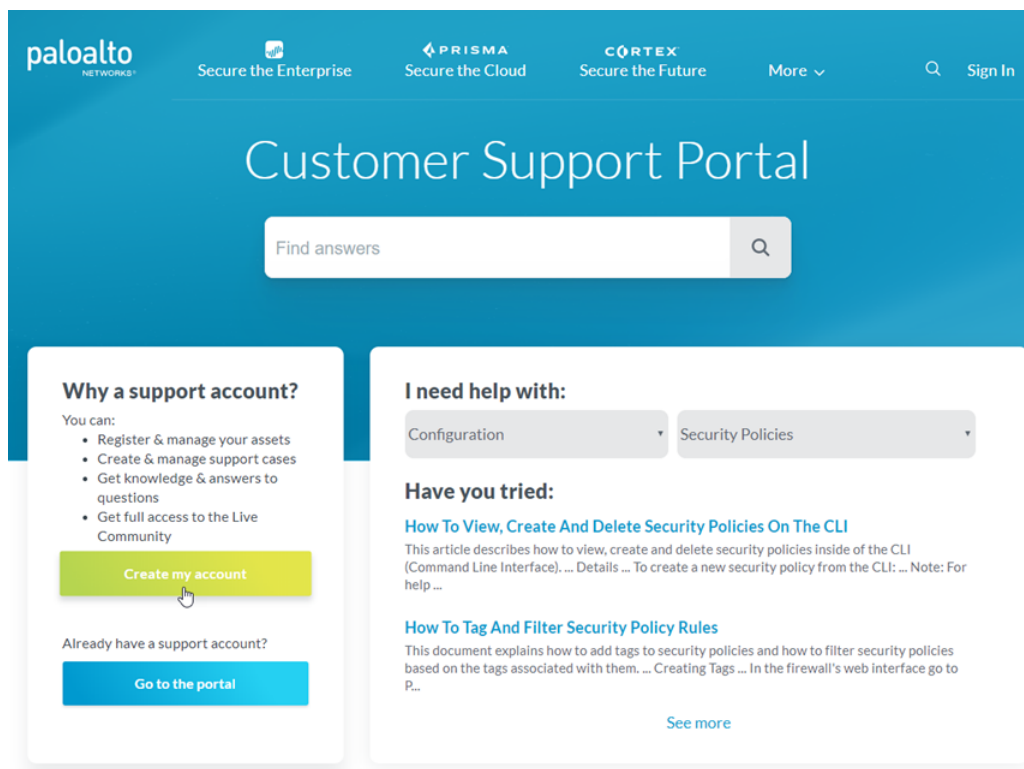 paloalto
NETWORKS®
Secure the Enterprise
PRISMA
Secure the Cloud
CORTEX
Secure the Future
More
Sign In
Customer Support Portal
Find answers
Why a support account?
You can:
• Register & manage your assets
• Create & manage support cases
• Get knowledge & answers to
questions
• Get full access to the Live
Community
Create my account
Already have a support account?
Go to the portal
I need help with:
Configuration
Security Policies
Have you tried:
How To View, Create And Delete Security Policies On The CLI
This article describes how to view, create and delete security policies inside of the CLI
(Command Line Interface). ... Details ... To create a new security policy from the CLI: ... Note: For
help ...
How To Tag And Filter Security Policy Rules
This document explains how to add tags to security policies and how to filter security policies
based on the tags associated with them. ... Creating Tags ... In the firewall's web interface go to
P...
See more